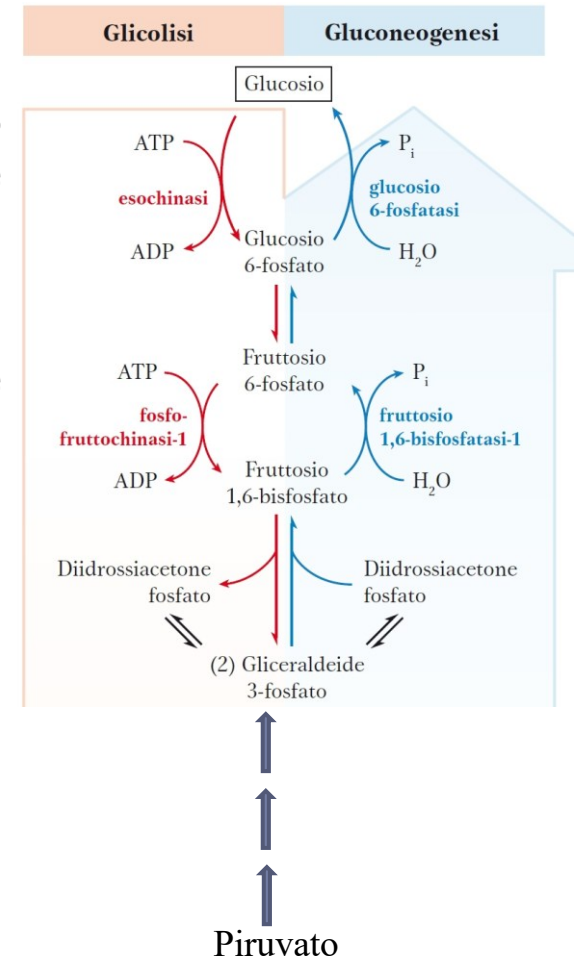 Glicolisi
Gluconeogenesi
Glucosio
ATP
P_i
esochinasi
glucosio
6-fosfatasi
ADP
Glucosio
6-fosfato
H₂O
ATP
Fruttosio
6-fosfato
P_i
fosfo-
fruttochinasi-1
fruttosio
1,6-bisfosfatasi-1
ADP
Fruttosio
1,6-bisfosfato
H₂O
Diidrossiacetone
fosfato
Diidrossiacetone
fosfato
(2) Gliceraldeide
3-fosfato
Piruvato